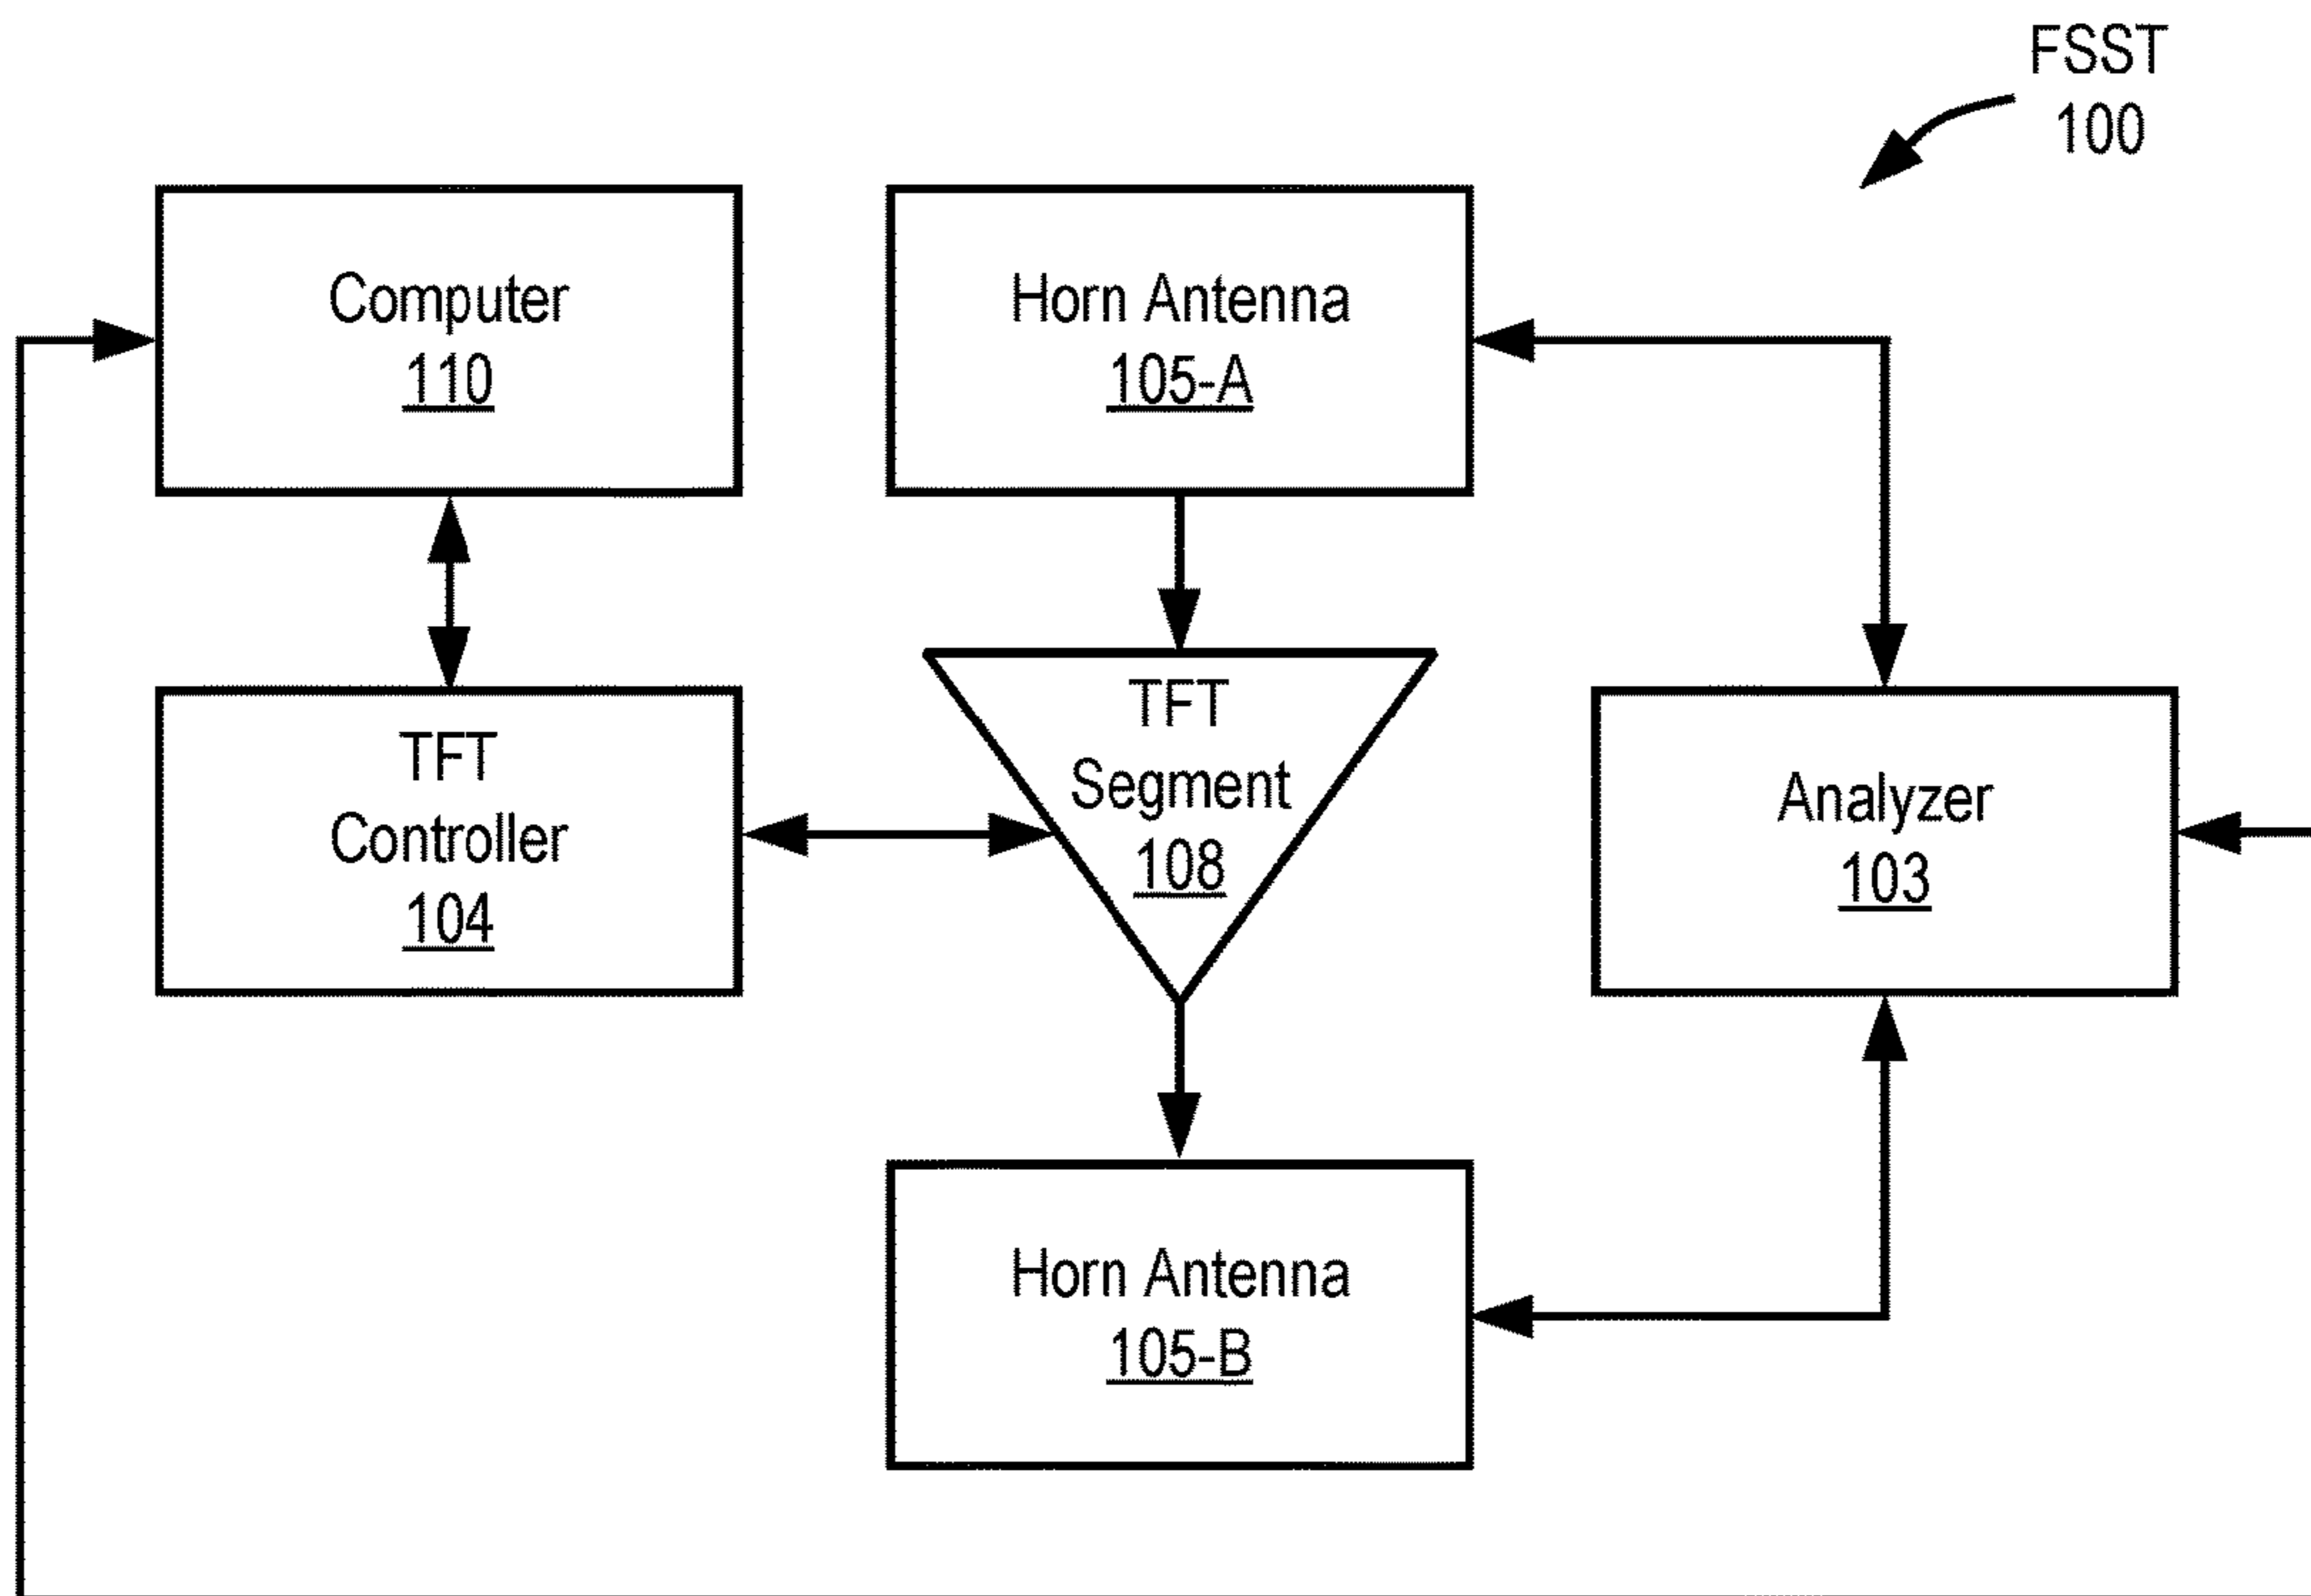 FSST
100
Computer
110
Horn Antenna
105-A
TFT
Controller
104
TFT
Segment
108
Analyzer
103
Horn Antenna
105-B